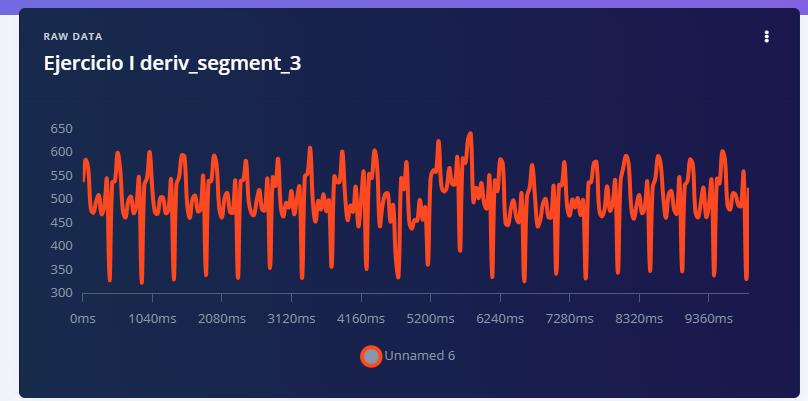 RAW DATA
Ejercicio I deriv_segment_3
650
600
550
500
450
400
350
300
0ms 1040ms 2080ms 3120ms 4160ms 5200ms 6240ms 7280ms 8320ms 9360ms
Unnamed 6